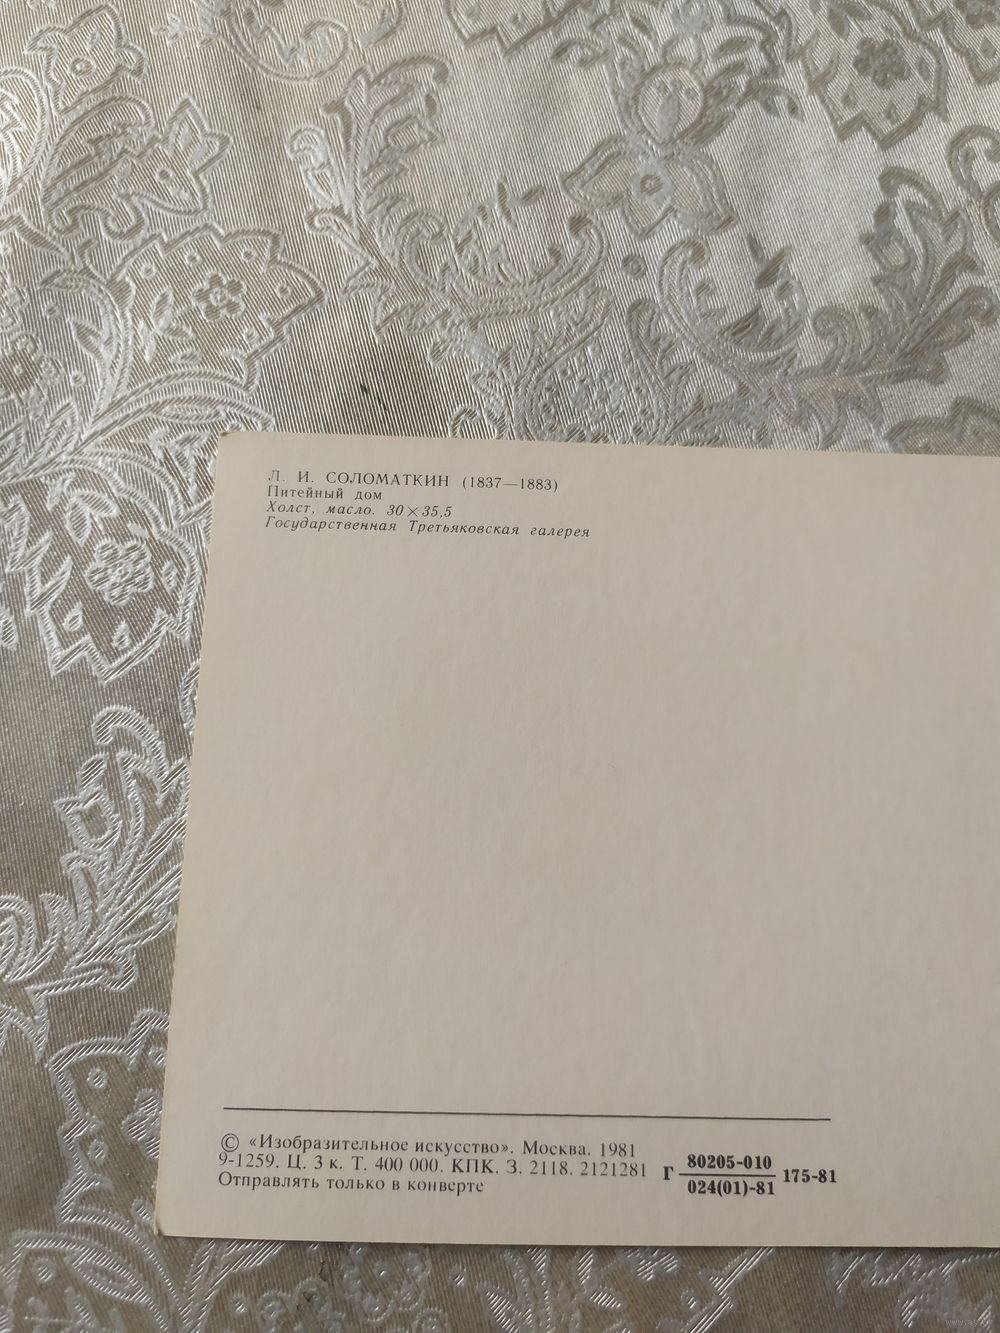 Л. И. СОЛОМАТКИН (1837—1883)
Питейный дом
Холст, масло. 30×35,5
Государственная Третьяковская галерея
© «Изобразительное искусство». Москва. 1981
9-1259. Ц. 3 к. Т. 400 000. КПК. З. 2118. 2121281
Отправлять только в конверте
80205-010
Г 175-81
024(01)-81